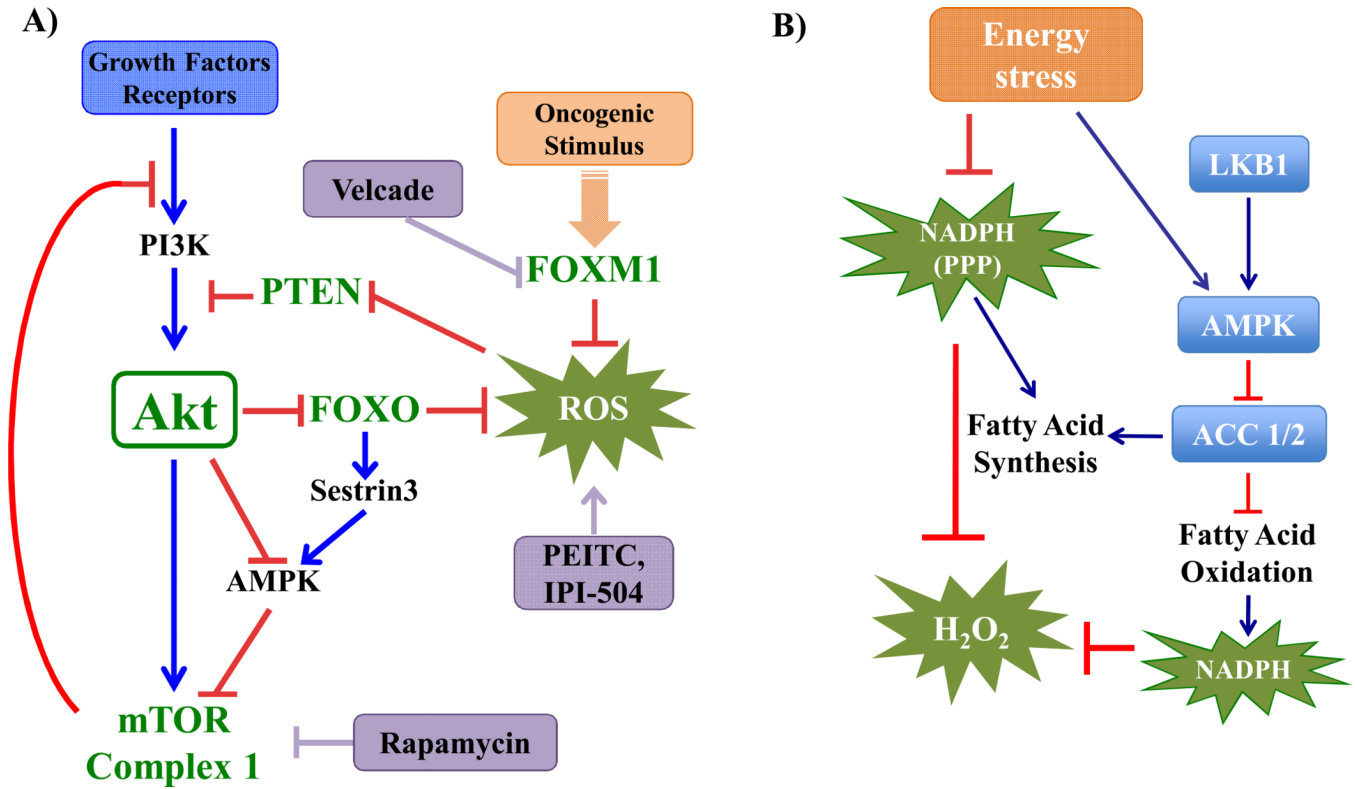 A)
Growth Factors
Receptors
Oncogenic
Stimulus
Velcade
PI3K
FOXM1
PTEN
Akt
FOXO
ROS
Sestrin3
AMPK
PEITC,
IPI-504
mTOR
Complex 1
Rapamycin
B)
Energy
stress
LKB1
NADPH
(PPP)
AMPK
Fatty Acid
Synthesis
ACC 1/2
Fatty Acid
Oxidation
H₂O₂
NADPH